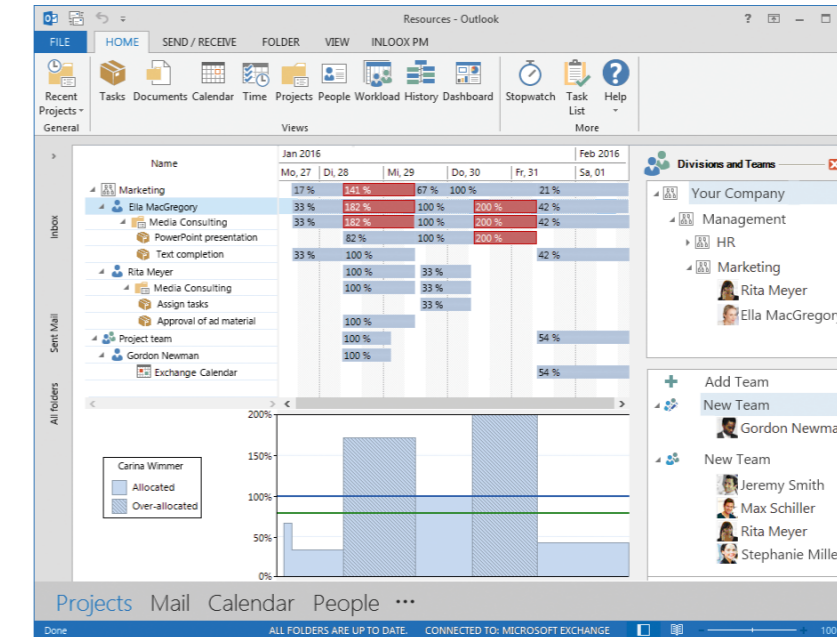 Resources - Outlook
FILE HOME SEND / RECEIVE FOLDER VIEW INLOOX PM
Recent Projects Tasks Documents Calendar Time Projects People Workload History Dashboard Stopwatch Task List Help
General Views More
Jan 2016 Feb 2016
Name Mo, 27 Di, 28 Mi, 29 Do, 30 Fr, 31 Sa, 01
Marketing 17 % 141 % 67 % 100 % 21 %
Ella MacGregory 33 % 182 % 100 % 200 % 42 %
Media Consulting 33 % 182 % 100 % 200 % 42 %
PowerPoint presentation 82 % 100 % 200 %
Text completion 33 % 100 % 42 %
Rita Meyer 100 % 33 %
Media Consulting 100 % 33 %
Assign tasks 33 %
Approval of ad material 100 %
Project team 100 % 54 %
Gordon Newman 100 %
Exchange Calendar 54 %
Inbox
Sent Mail
All folders
200%
150%
100%
50%
0%
Carina Wimmer
Allocated
Over-allocated
Divisions and Teams
Your Company
Management
HR
Marketing
Rita Meyer
Ella MacGregory
Add Team
New Team
Gordon Newma
New Team
Jeremy Smith
Max Schiller
Rita Meyer
Stephanie Mille
Projects Mail Calendar People •••
Done ALL FOLDERS ARE UP TO DATE. CONNECTED TO: MICROSOFT EXCHANGE 100